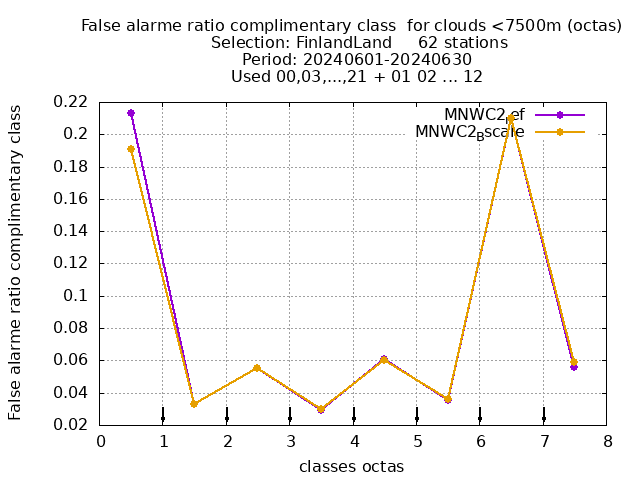 False alarme ratio complimentary class  for clouds <7500m (octas)
Selection: FinlandLand     62 stations
Period: 20240601-20240630
Used 00,03,...,21 + 01 02 ... 12
False alarme ratio complimentary class
MNWC2 ef
MNWC2Bscale
0.22
0.2
0.18
0.16
0.14
0.12
0.1
0.08
0.06
0.04
0.02
0 1 2 3 4 5 6 7 8
classes octas